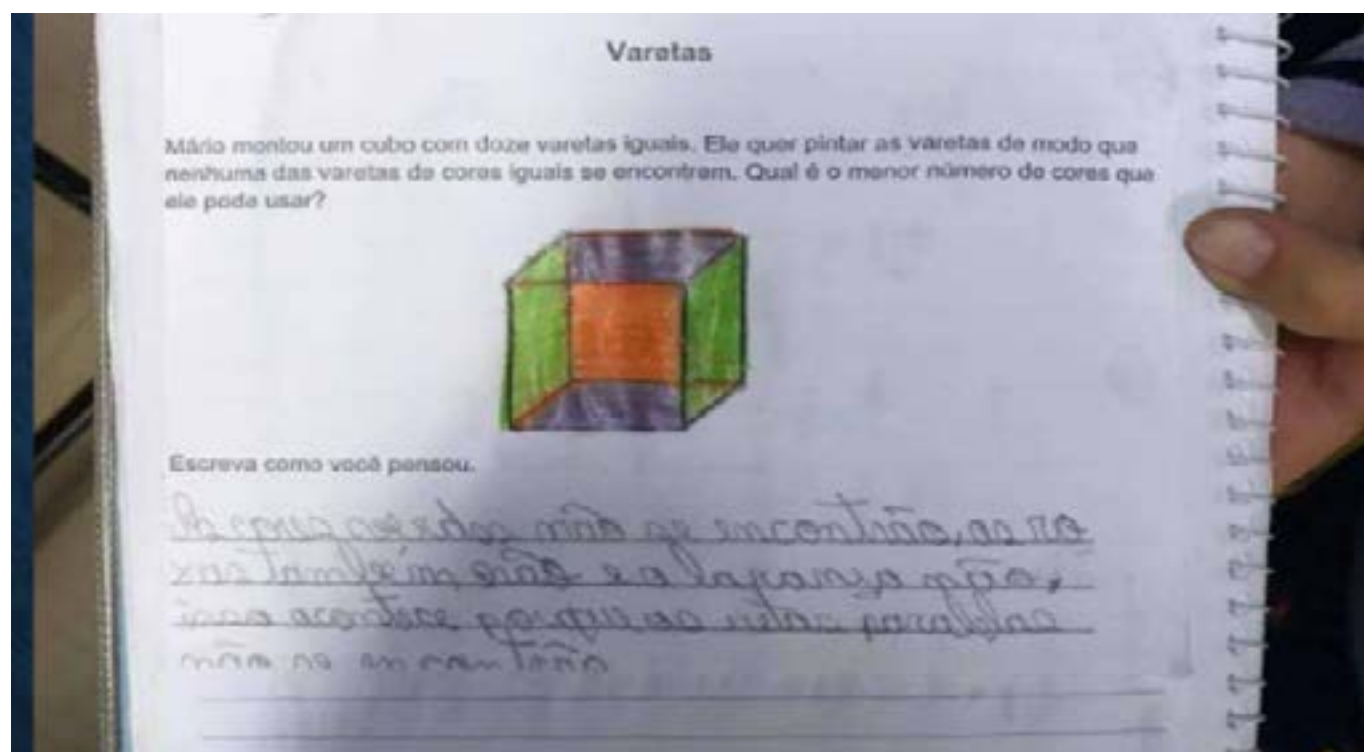 Varetas
Mário montou um cubo com doze varetas iguais. Ele quer pintar as varetas de modo que
nenhuma das varetas de cores iguais se encontrem. Qual é o menor número de cores que
ele pode usar?
Escreva como você pensou.
As cores verdes não se encontrão, as ro
xas também não e a laranja não,
isso acontece porque as retas paralelas
não se encontrão